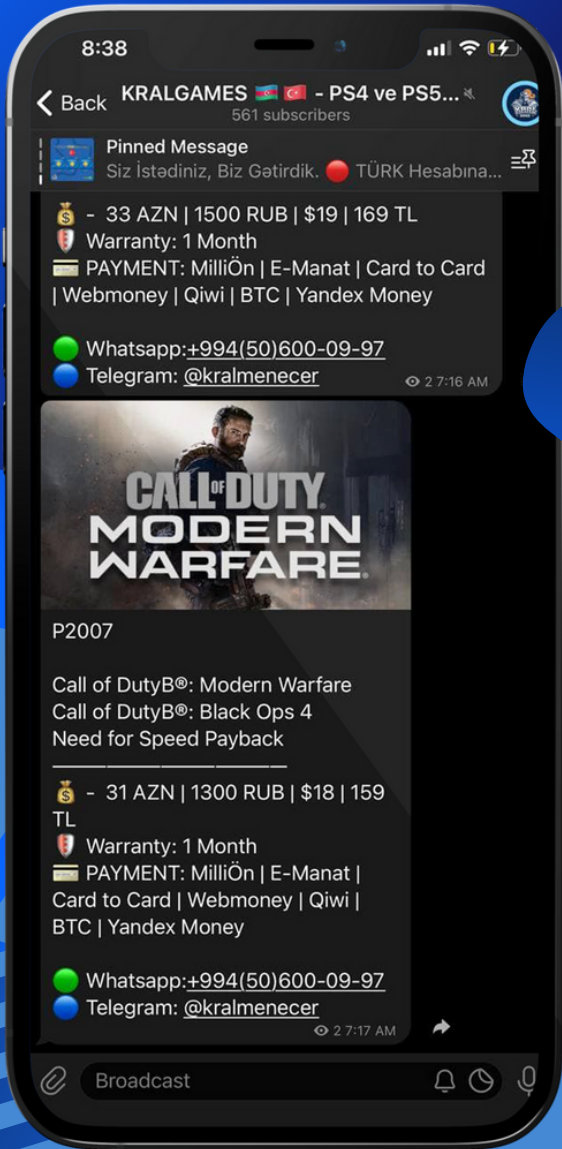 8:38
Back
KRALGAMES 🇦🇿 🇹🇷 - PS4 ve PS5...
561 subscribers
Pinned Message
Siz İstədiniz, Biz Gətirdik. 🔴 TÜRK Hesabına...
💰 - 33 AZN | 1500 RUB | $19 | 169 TL
Warranty: 1 Month
💳 PAYMENT: MilliÖn | E-Manat | Card to Card
| Webmoney | Qiwi | BTC | Yandex Money
🟢 Whatsapp:+994(50)600-09-97
🔵 Telegram: @kralmenecer
2 7:16 AM
CALL OF DUTY
MODERN
WARFARE
P2007
Call of DutyВ®: Modern Warfare
Call of DutyВ®: Black Ops 4
Need for Speed Payback
———————————
💰 - 31 AZN | 1300 RUB | $18 | 159
TL
Warranty: 1 Month
💳 PAYMENT: MilliÖn | E-Manat |
Card to Card | Webmoney | Qiwi |
BTC | Yandex Money
🟢 Whatsapp:+994(50)600-09-97
🔵 Telegram: @kralmenecer
2 7:17 AM
Broadcast